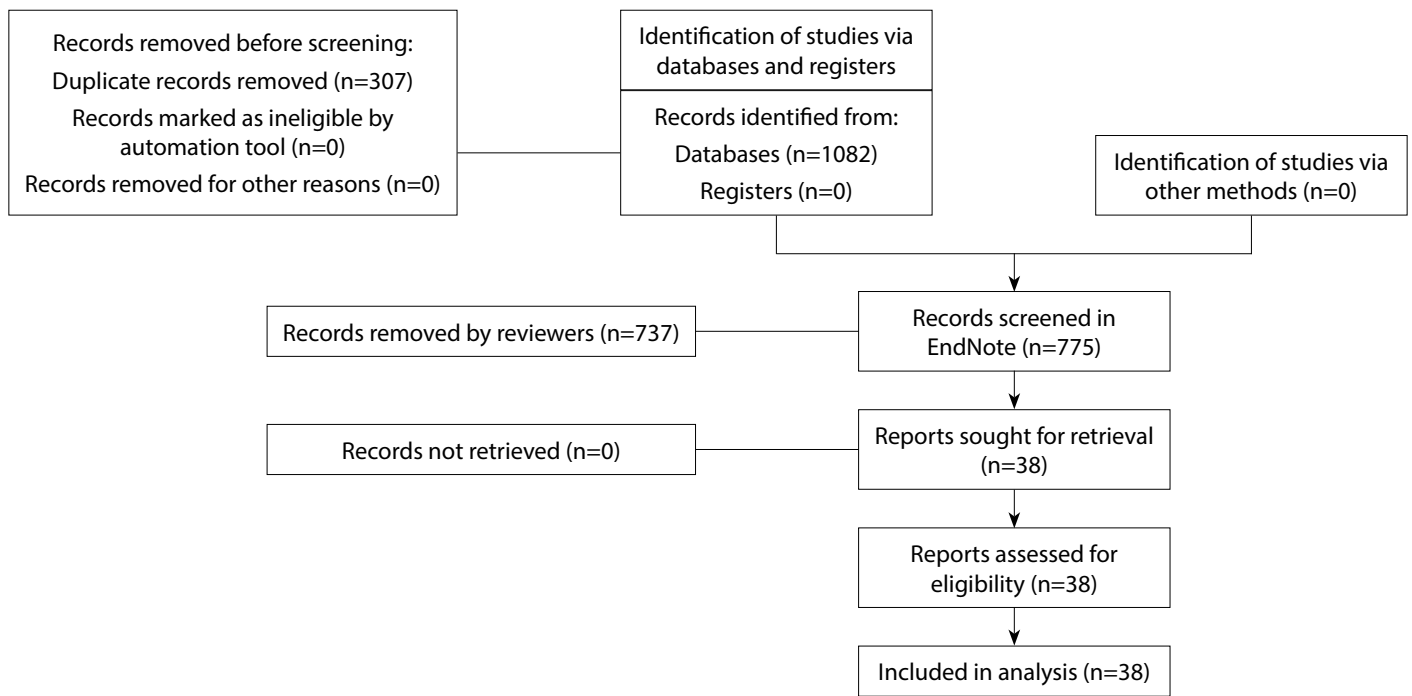 Records removed before screening:
Duplicate records removed (n=307)
Records marked as ineligible by
automation tool (n=0)
Records removed for other reasons (n=0)
Identification of studies via
databases and registers
Records identified from:
Databases (n=1082)
Registers (n=0)
Identification of studies via
other methods (n=0)
Records removed by reviewers (n=737)
Records screened in
EndNote (n=775)
Records not retrieved (n=0)
Reports sought for retrieval
(n=38)
Reports assessed for
eligibility (n=38)
Included in analysis (n=38)